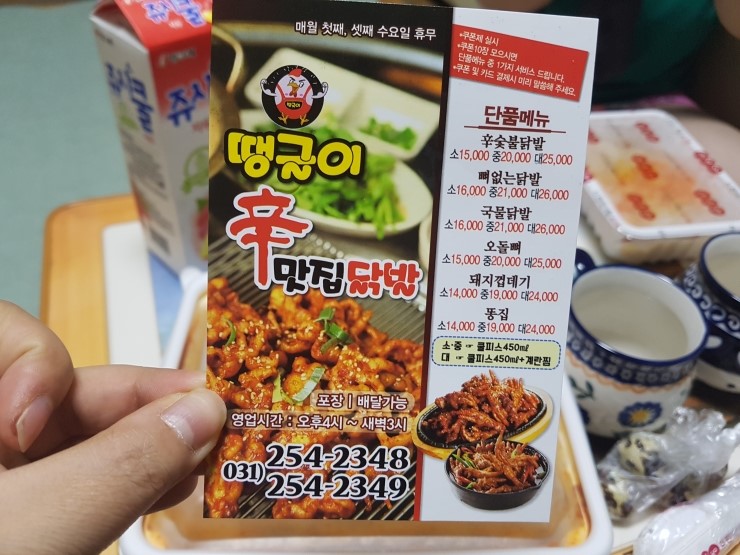 매월 첫째, 셋째 수요일 휴무
땡글이
땡글이
辛
맛집닭발
포장 | 배달가능
영업시간 : 오후4시 ~ 새벽3시
031) 254-2348
254-2349
•쿠폰제 실시
•쿠폰10장 모으시면
단품메뉴 중 1가지 서비스 드립니다.
•쿠폰 및 카드 결제시 미리 말씀해 주세요.
단품메뉴
辛숯불닭발
소15,000 중20,000 대25,000
뼈없는닭발
소16,000 중21,000 대26,000
국물닭발
소16,000 중21,000 대26,000
오돌뼈
소15,000 중20,000 대25,000
돼지껍데기
소14,000 중19,000 대24,000
똥집
소14,000 중19,000 대24,000
소·중 ☞ 쿨피스450㎖
대 ☞ 쿨피스450㎖+계란찜
쥬시쿨
쥬시